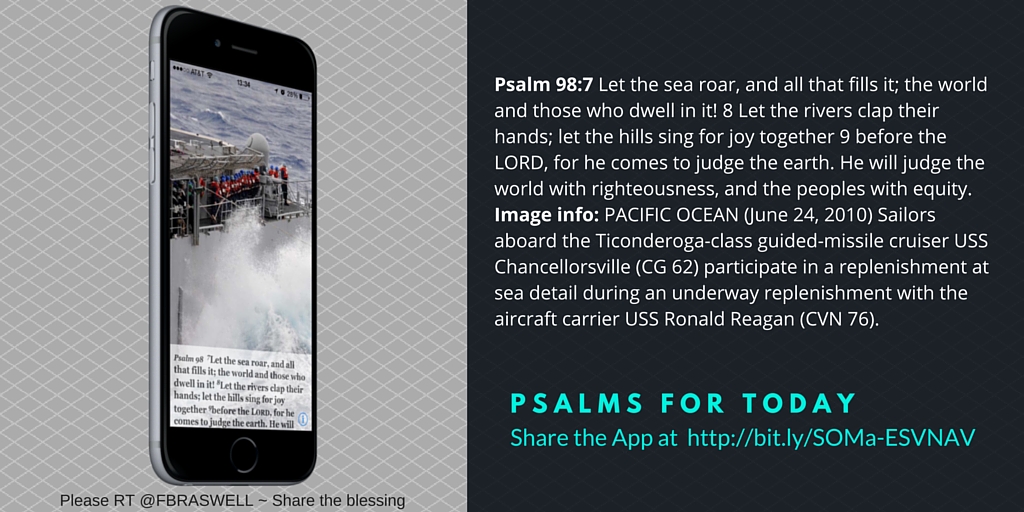 AT&T
12:34
28%
Psalm 98 7Let the sea roar, and all
that fills it; the world and those who
dwell in it! 8Let the rivers clap their
hands; let the hills sing for joy
together 9before the LORD, for he
comes to judge the earth. He will
Please RT @FBRASWELL ~ Share the blessing
Psalm 98:7 Let the sea roar, and all that fills it; the world
and those who dwell in it! 8 Let the rivers clap their
hands; let the hills sing for joy together 9 before the
LORD, for he comes to judge the earth. He will judge the
world with righteousness, and the peoples with equity.
Image info: PACIFIC OCEAN (June 24, 2010) Sailors
aboard the Ticonderoga-class guided-missile cruiser USS
Chancellorsville (CG 62) participate in a replenishment at
sea detail during an underway replenishment with the
aircraft carrier USS Ronald Reagan (CVN 76).
PSALMS FOR TODAY
Share the App at http://bit.ly/SOMa-ESVNAV